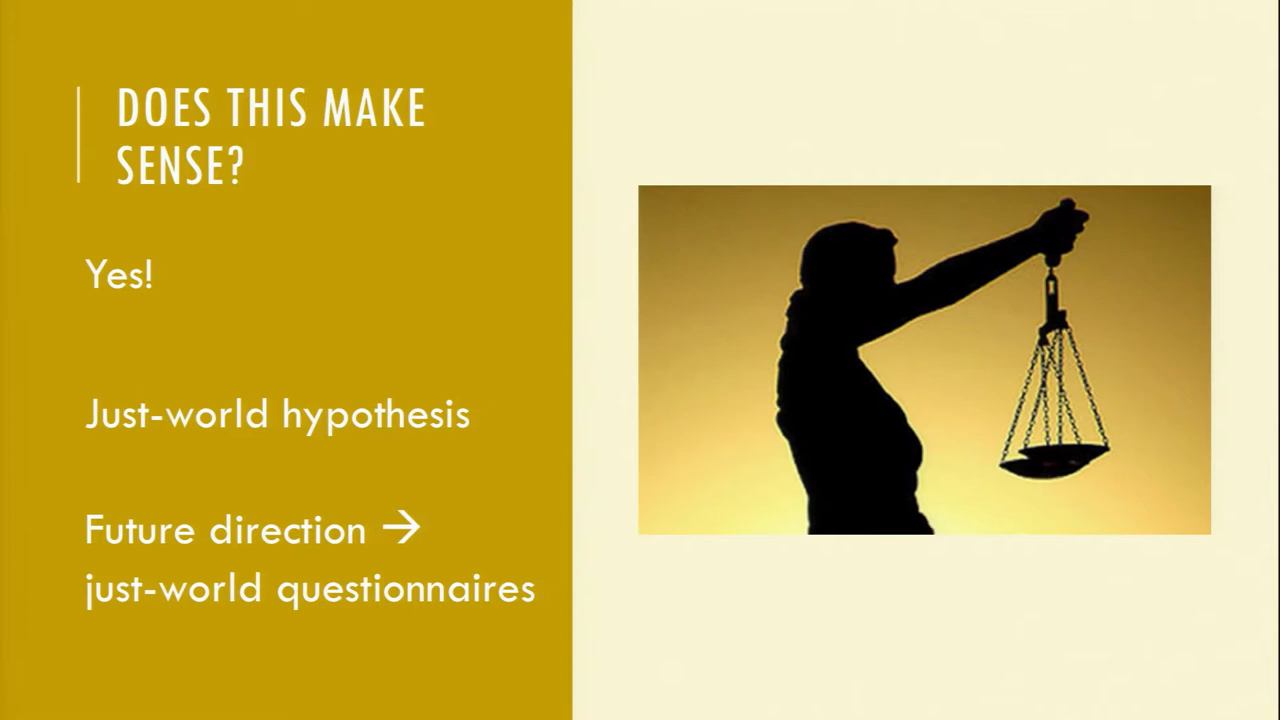 DOES THIS MAKE
SENSE?
Yes!
Just-world hypothesis
Future direction →
just-world questionnaires